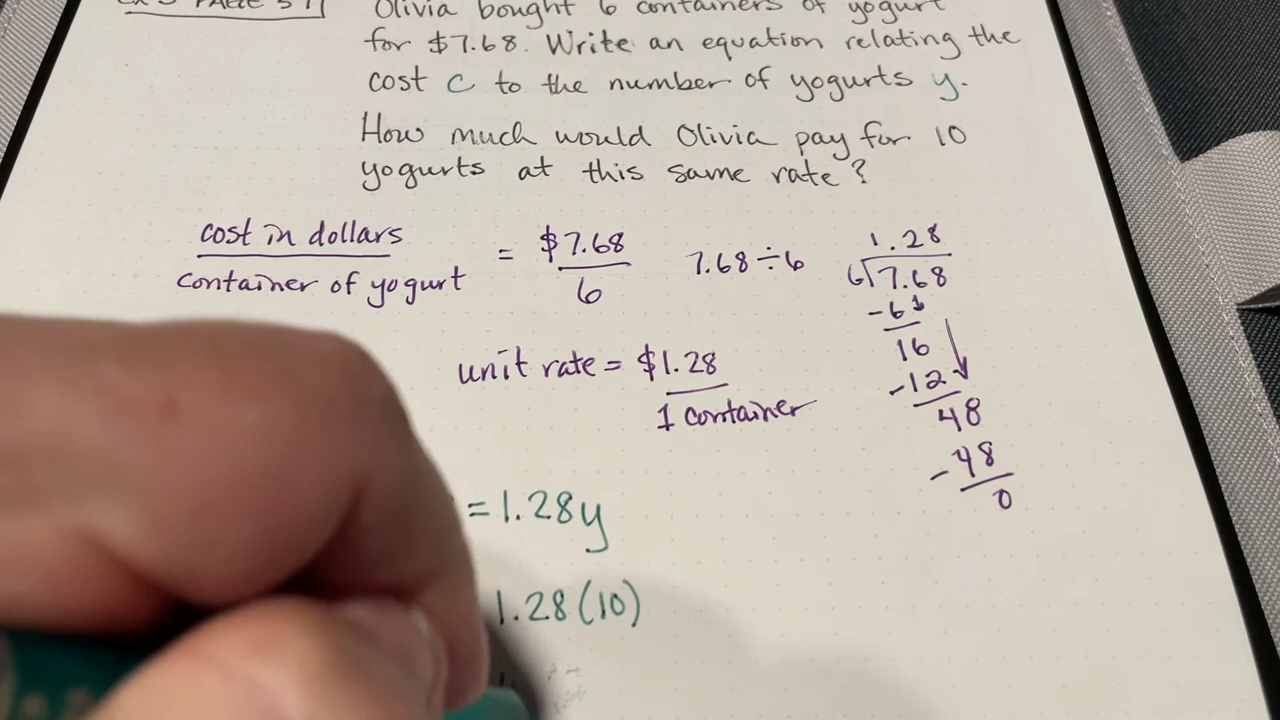 Olivia bought 6 containers of yogurt
for $7.68. Write an equation relating the
cost C to the number of yogurts y.
How much would Olivia pay for 10
yogurts at this same rate?
cost in dollars
container of yogurt
= $7.68
6
7.68÷6
1.28
6)7.68
-6
16
-12
48
-48
0
unit rate = $1.28
1 container
=1.28y
1.28(10)